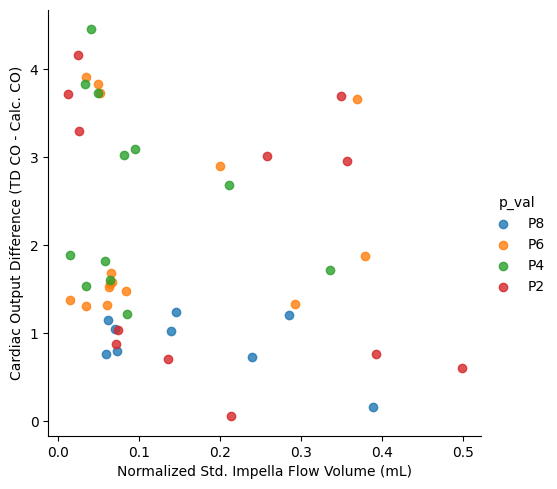 Cardiac Output Difference (TD CO - Calc. CO)
4
3
2
1
0
0.0 0.1 0.2 0.3 0.4 0.5
Normalized Std. Impella Flow Volume (mL)
p_val
P8
P6
P4
P2